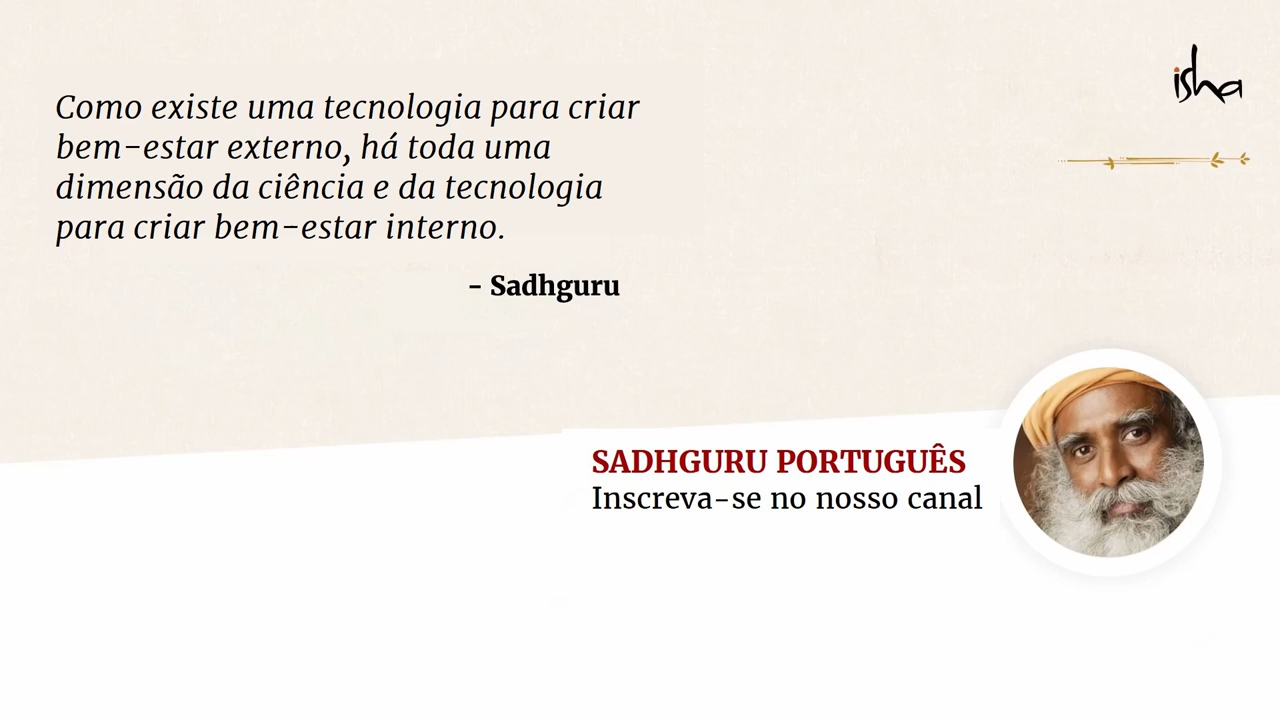 Como existe uma tecnologia para criar
bem-estar externo, há toda uma
dimensão da ciência e da tecnologia
para criar bem-estar interno.
- Sadhguru
isha
SADHGURU PORTUGUÊS
Inscreva-se no nosso canal